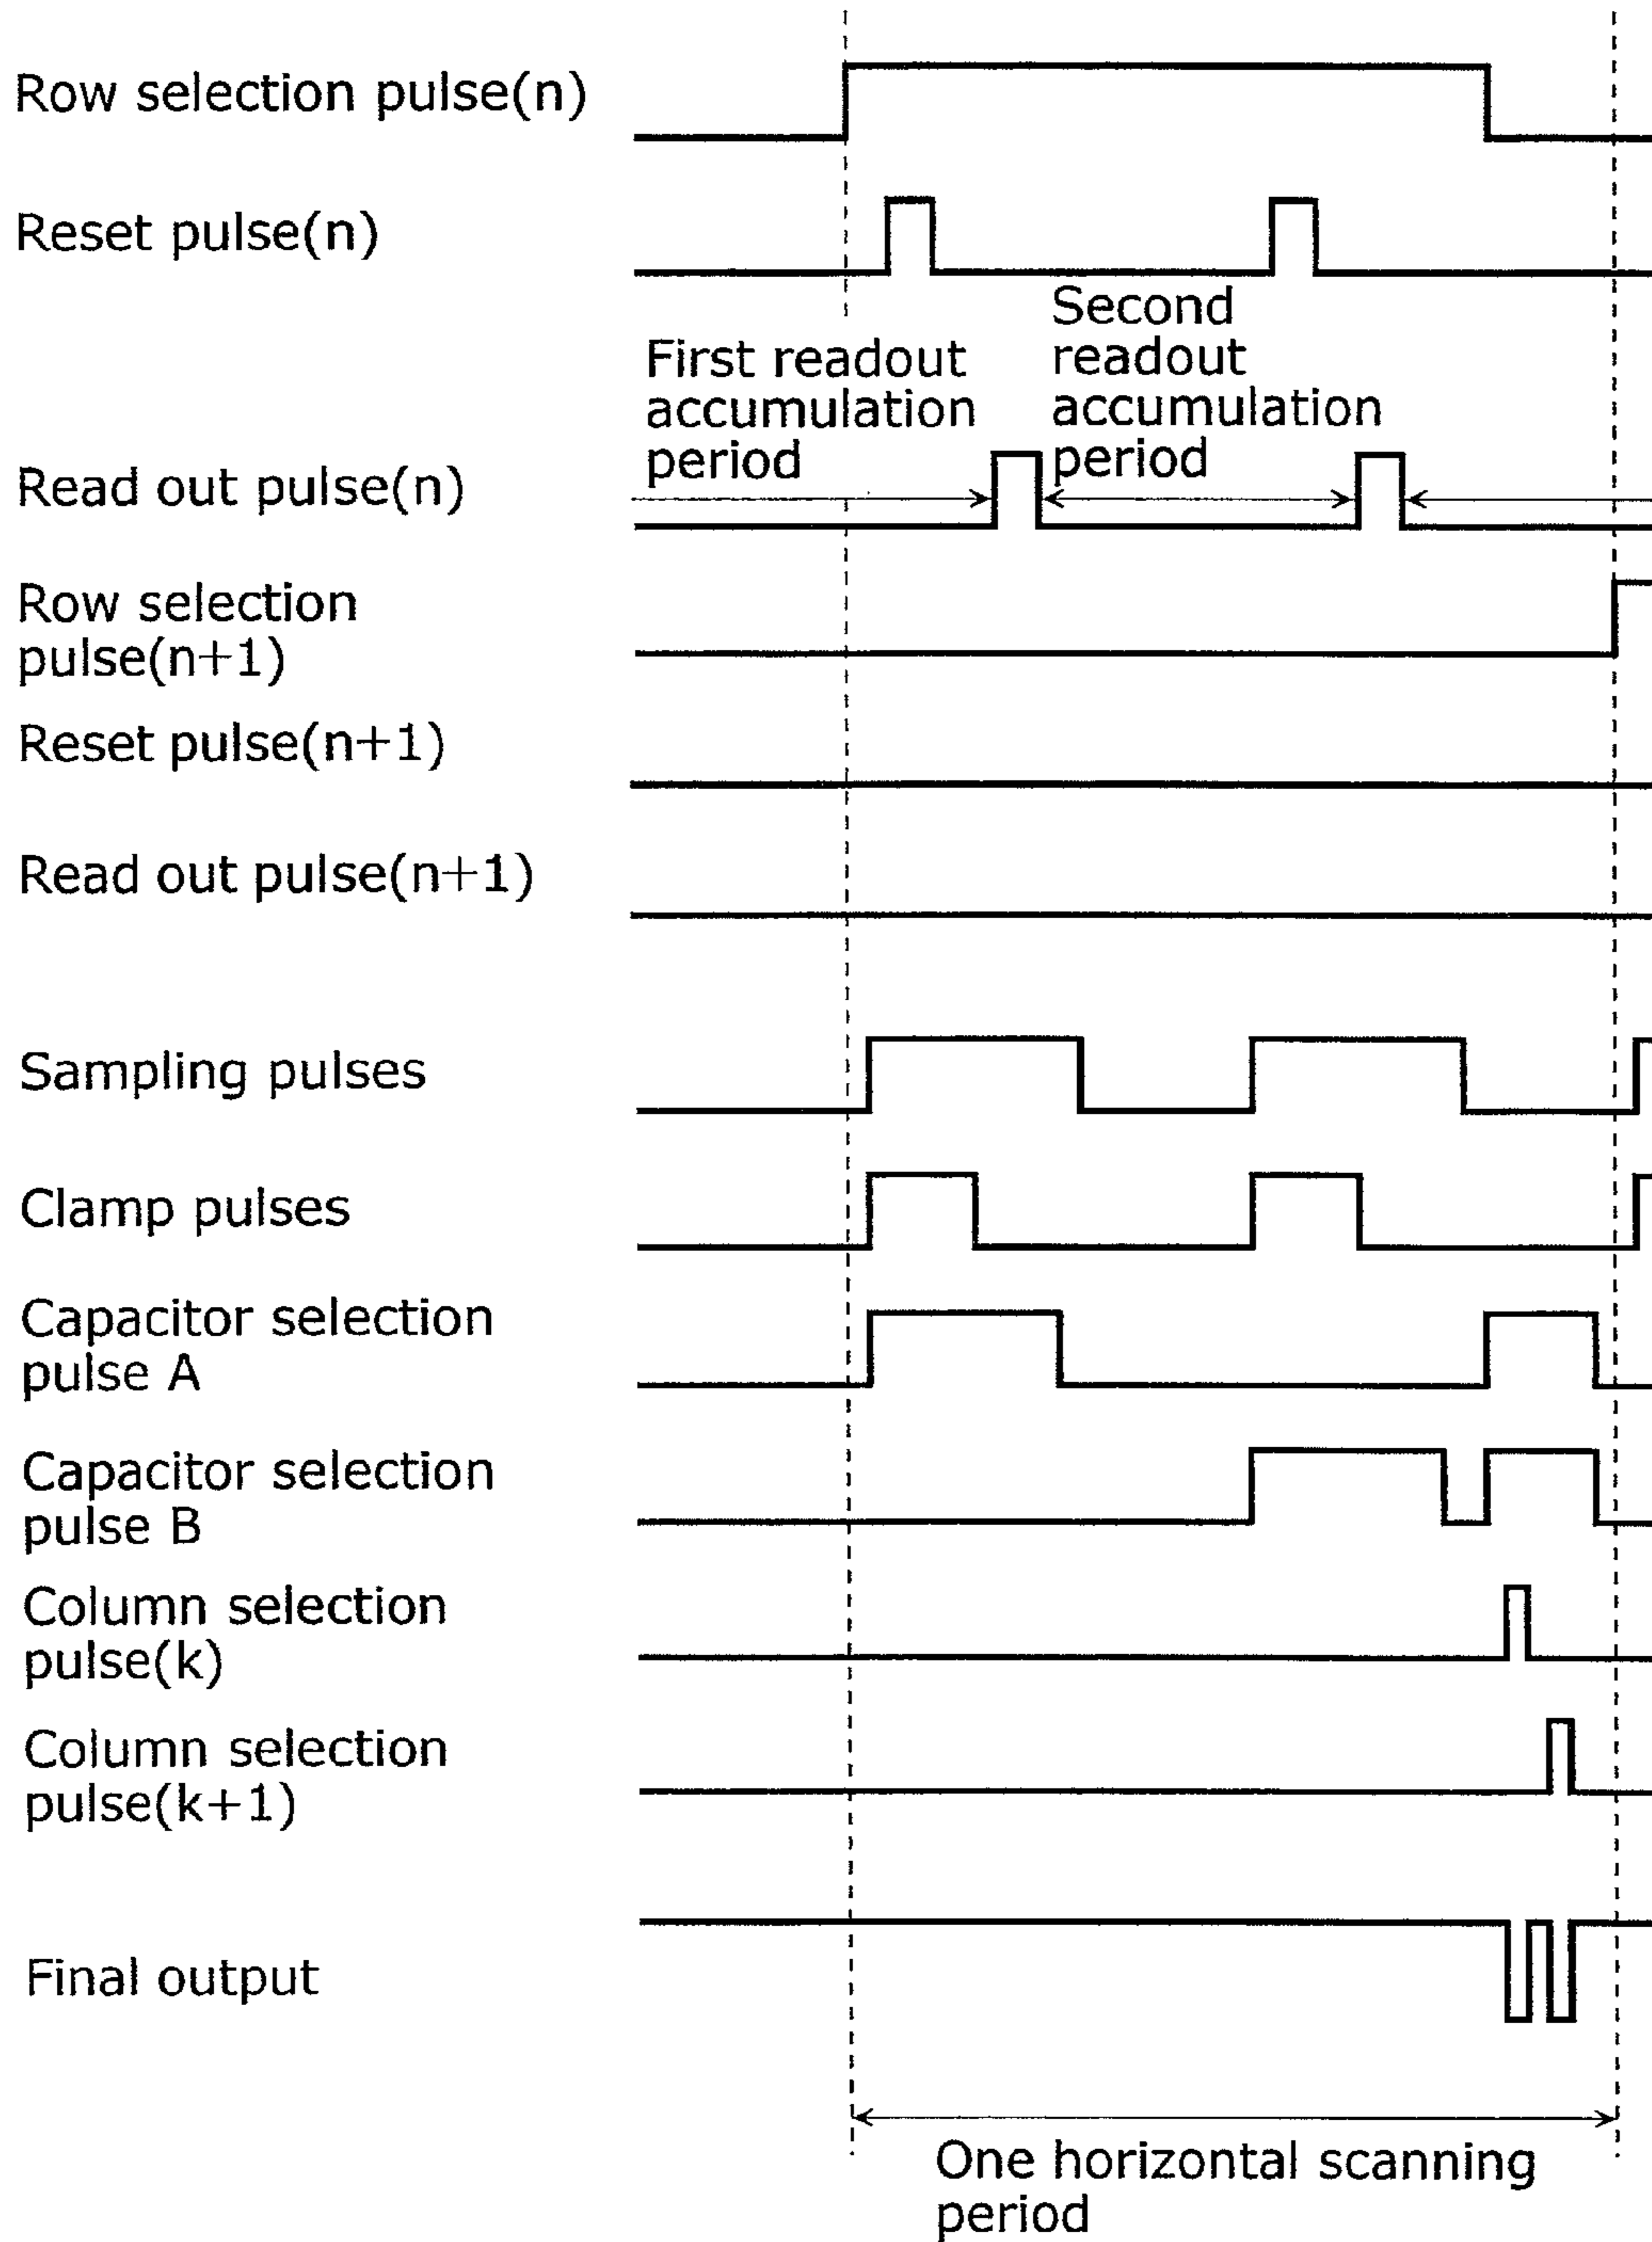 Row selection pulse(n)
Reset pulse(n)
Second
readout
accumulation
period
First readout
accumulation
period
Read out pulse(n)
Row selection
pulse(n+1)
Reset pulse(n+1)
Read out pulse(n+1)
Sampling pulses
Clamp pulses
Capacitor selection
pulse A
Capacitor selection
pulse B
Column selection
pulse(k)
Column selection
pulse(k+1)
Final output
One horizontal scanning
period